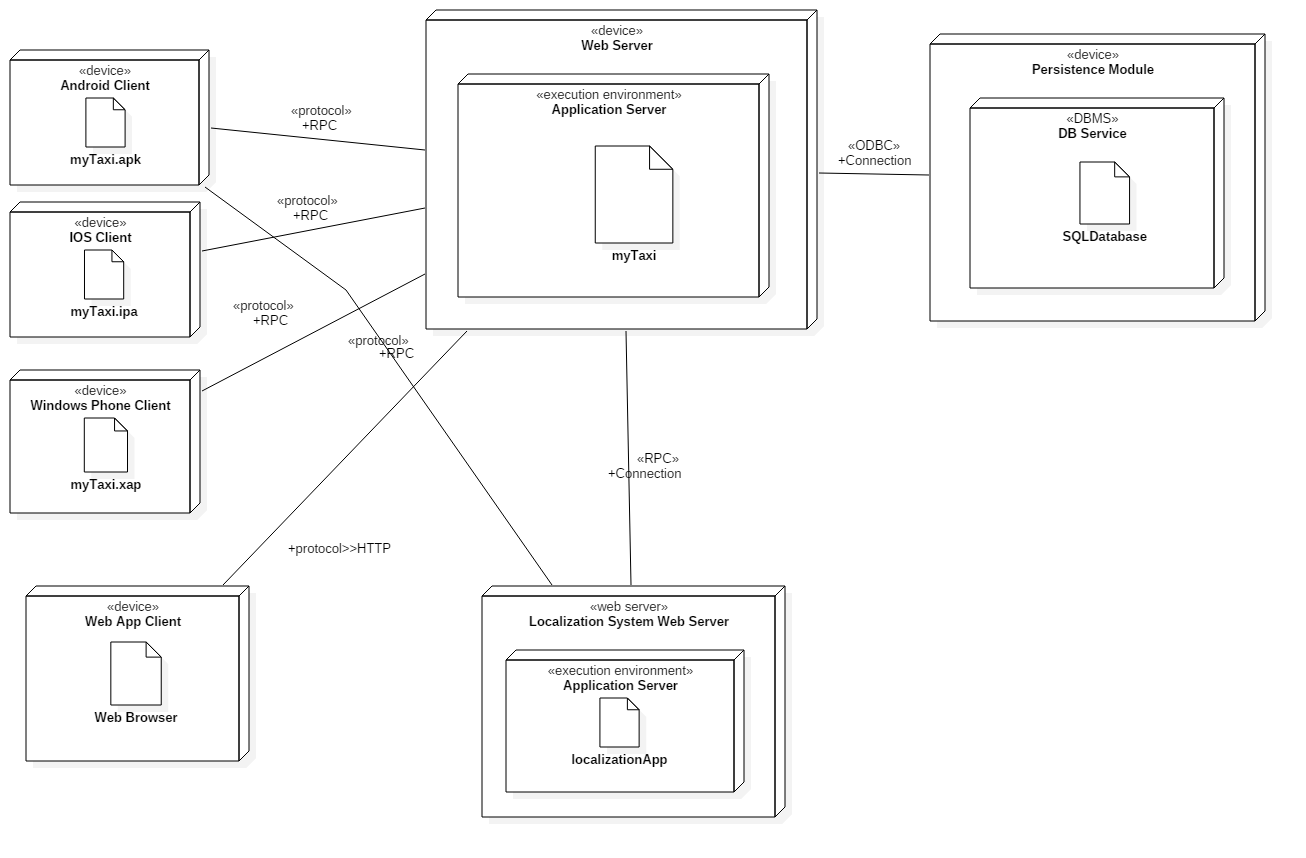 «device»
Android Client
myTaxi.apk
«protocol»
+RPC
«device»
Web Server
«execution environment»
Application Server
myTaxi
«ODBC»
+Connection
«device»
Persistence Module
«DBMS»
DB Service
SQLDatabase
«device»
IOS Client
myTaxi.ipa
«protocol»
+RPC
«protocol»
+RPC
«protocol»
+RPC
«device»
Windows Phone Client
myTaxi.xap
«RPC»
+Connection
+protocol>>HTTP
«device»
Web App Client
Web Browser
«web server»
Localization System Web Server
«execution environment»
Application Server
localizationApp